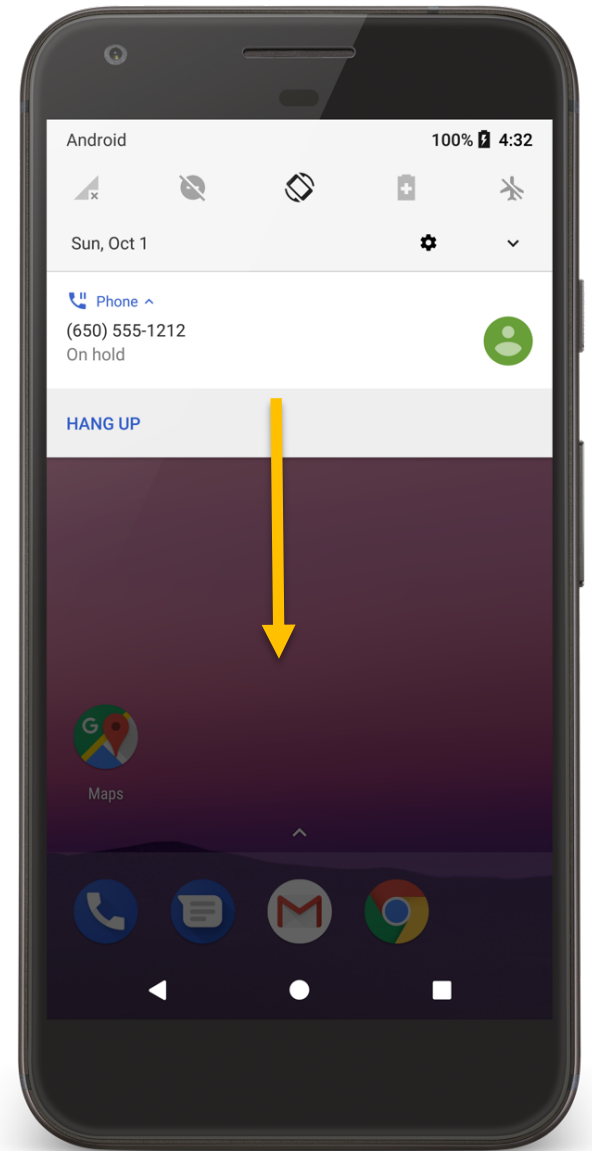 Android 100% 4:32
Sun, Oct 1
Phone
(650) 555-1212
On hold
HANG UP
G
Maps